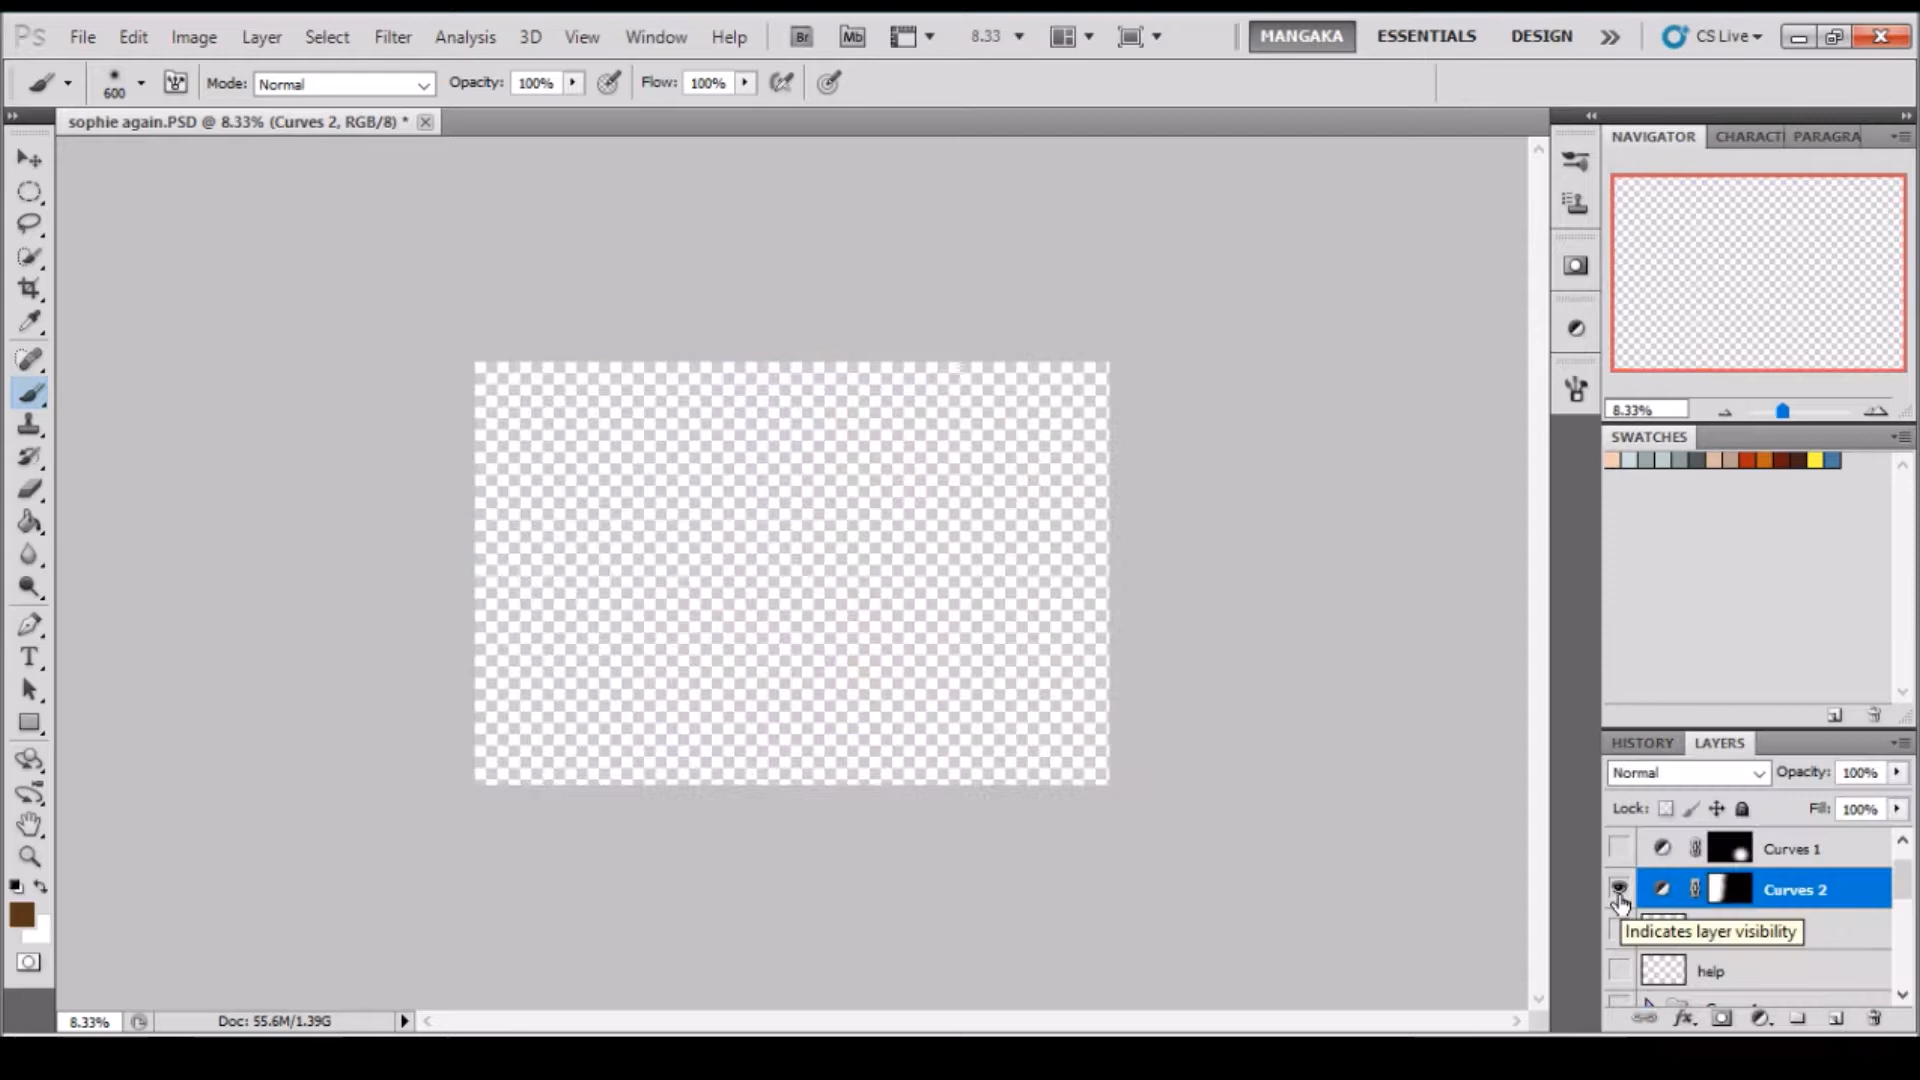 Ps File Edit Image Layer Select Filter Analysis 3D View Window Help Br Mb 8.33 MANGAKA ESSENTIALS DESIGN CS Live
600 Mode: Normal Opacity: 100% Flow: 100%
sophie again.PSD @ 8.33% (Curves 2, RGB/8) *
NAVIGATOR CHARACT PARAGRA
8.33%
SWATCHES
HISTORY LAYERS
Normal Opacity: 100%
Lock: Fill: 100%
Curves 1
Curves 2
Indicates layer visibility
help
8.33% Doc: 55.6M/1.39G